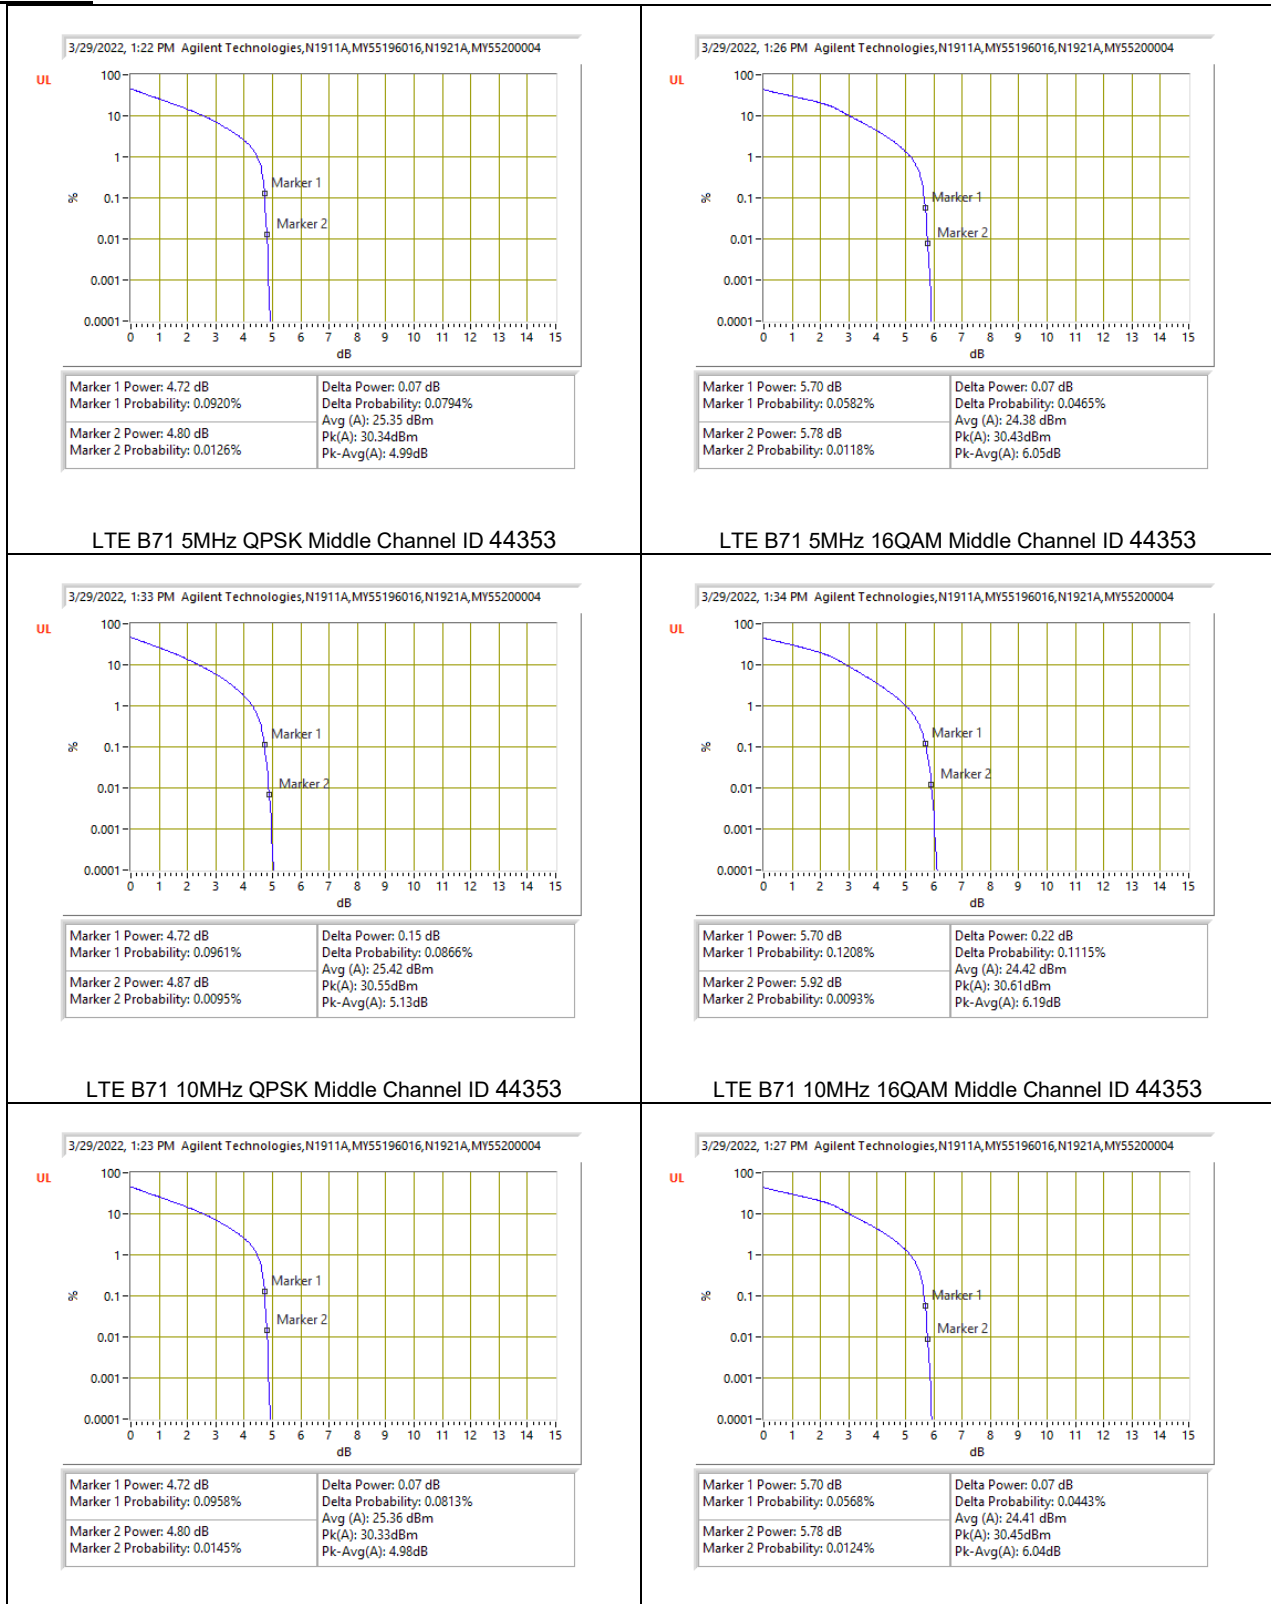 3/29/2022, 1:22 PM Agilent Technologies,N1911A,MY55196016,N1921A,MY55200004
UL
100
10
1
0.1
0.01
0.001
0.0001
%
Marker 1
Marker 2
0 1 2 3 4 5 6 7 8 9 10 11 12 13 14 15
dB
Marker 1 Power: 4.72 dB
Marker 1 Probability: 0.0920%
Marker 2 Power: 4.80 dB
Marker 2 Probability: 0.0126%
Delta Power: 0.07 dB
Delta Probability: 0.0794%
Avg (A): 25.35 dBm
Pk(A): 30.34dBm
Pk-Avg(A): 4.99dB
LTE B71 5MHz QPSK Middle Channel ID 44353
3/29/2022, 1:26 PM Agilent Technologies,N1911A,MY55196016,N1921A,MY55200004
UL
100
10
1
0.1
0.01
0.001
0.0001
%
Marker 1
Marker 2
0 1 2 3 4 5 6 7 8 9 10 11 12 13 14 15
dB
Marker 1 Power: 5.70 dB
Marker 1 Probability: 0.0582%
Marker 2 Power: 5.78 dB
Marker 2 Probability: 0.0118%
Delta Power: 0.07 dB
Delta Probability: 0.0465%
Avg (A): 24.38 dBm
Pk(A): 30.43dBm
Pk-Avg(A): 6.05dB
LTE B71 5MHz 16QAM Middle Channel ID 44353
3/29/2022, 1:33 PM Agilent Technologies,N1911A,MY55196016,N1921A,MY55200004
UL
100
10
1
0.1
0.01
0.001
0.0001
%
Marker 1
Marker 2
0 1 2 3 4 5 6 7 8 9 10 11 12 13 14 15
dB
Marker 1 Power: 4.72 dB
Marker 1 Probability: 0.0961%
Marker 2 Power: 4.87 dB
Marker 2 Probability: 0.0095%
Delta Power: 0.15 dB
Delta Probability: 0.0866%
Avg (A): 25.42 dBm
Pk(A): 30.55dBm
Pk-Avg(A): 5.13dB
LTE B71 10MHz QPSK Middle Channel ID 44353
3/29/2022, 1:34 PM Agilent Technologies,N1911A,MY55196016,N1921A,MY55200004
UL
100
10
1
0.1
0.01
0.001
0.0001
%
Marker 1
Marker 2
0 1 2 3 4 5 6 7 8 9 10 11 12 13 14 15
dB
Marker 1 Power: 5.70 dB
Marker 1 Probability: 0.1208%
Marker 2 Power: 5.92 dB
Marker 2 Probability: 0.0093%
Delta Power: 0.22 dB
Delta Probability: 0.1115%
Avg (A): 24.42 dBm
Pk(A): 30.61dBm
Pk-Avg(A): 6.19dB
LTE B71 10MHz 16QAM Middle Channel ID 44353
3/29/2022, 1:23 PM Agilent Technologies,N1911A,MY55196016,N1921A,MY55200004
UL
100
10
1
0.1
0.01
0.001
0.0001
%
Marker 1
Marker 2
0 1 2 3 4 5 6 7 8 9 10 11 12 13 14 15
dB
Marker 1 Power: 4.72 dB
Marker 1 Probability: 0.0958%
Marker 2 Power: 4.80 dB
Marker 2 Probability: 0.0145%
Delta Power: 0.07 dB
Delta Probability: 0.0813%
Avg (A): 25.36 dBm
Pk(A): 30.33dBm
Pk-Avg(A): 4.98dB
3/29/2022, 1:27 PM Agilent Technologies,N1911A,MY55196016,N1921A,MY55200004
UL
100
10
1
0.1
0.01
0.001
0.0001
%
Marker 1
Marker 2
0 1 2 3 4 5 6 7 8 9 10 11 12 13 14 15
dB
Marker 1 Power: 5.70 dB
Marker 1 Probability: 0.0568%
Marker 2 Power: 5.78 dB
Marker 2 Probability: 0.0124%
Delta Power: 0.07 dB
Delta Probability: 0.0443%
Avg (A): 24.41 dBm
Pk(A): 30.45dBm
Pk-Avg(A): 6.04dB